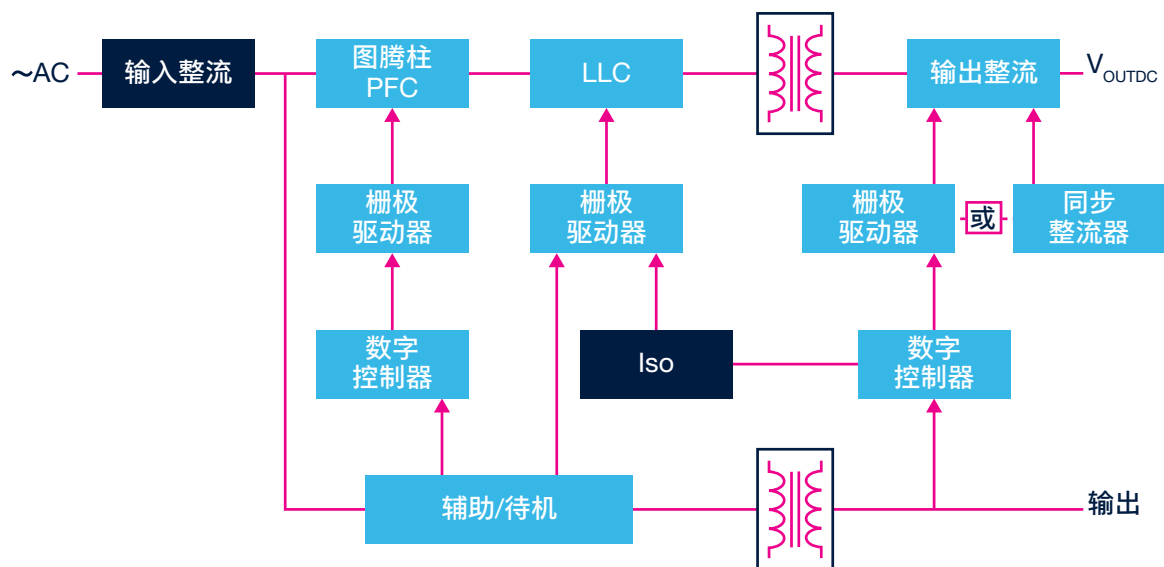 ~AC
输入整流
图腾柱
PFC
LLC
输出整流
VOUTDC
栅极
驱动器
栅极
驱动器
栅极
驱动器
或
同步
整流器
数字
控制器
Iso
数字
控制器
辅助/待机
输出